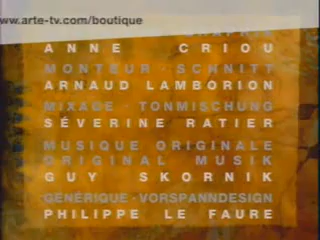 www.arte-tv.com/boutique
ANNE CRIOU
MONTEUR - SCHNITT
ARNAUD LAMBORION
MIXAGE - TONMISCHUNG
SÉVERINE RATIER
MUSIQUE ORIGINALE
ORIGINAL MUSIK
GUY SKORNIK
GÉNÉRIQUE - VORSPANNDESIGN
PHILIPPE LE FAURE